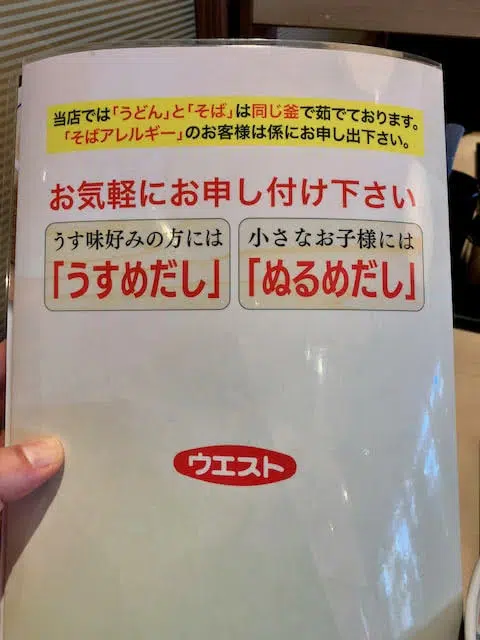 当店では「うどん」と「そば」は同じ釜で茹でております。
「そばアレルギー」のお客様は係にお申し出下さい。
お気軽にお申し付け下さい
うす味好みの方には
「うすめだし」
小さなお子様には
「ぬるめだし」
ウエスト